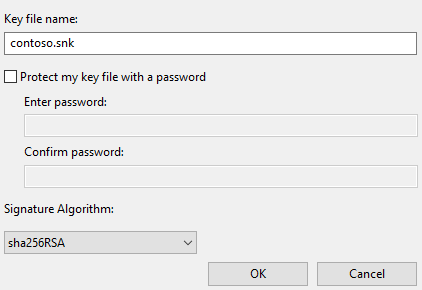 Key file name:
contoso.snk
Protect my key file with a password
Enter password:
Confirm password:
Signature Algorithm:
sha256RSA
OK Cancel